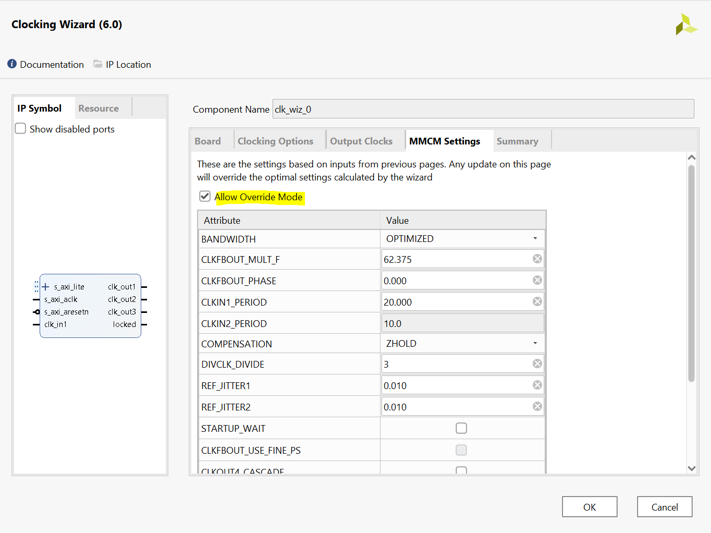 Clocking Wizard (6.0)
Documentation IP Location
IP Symbol Resource
Show disabled ports
s_axi_lite clk_out1
s_axi_aclk clk_out2
s_axi_aresetn clk_out3
clk_in1 locked
Component Name clk_wiz_0
Board Clocking Options Output Clocks MMCM Settings Summary
These are the settings based on inputs from previous pages. Any update on this page
will override the optimal settings calculated by the wizard
Allow Override Mode
Attribute Value
BANDWIDTH OPTIMIZED
CLKFBOUT_MULT_F 62.375
CLKFBOUT_PHASE 0.000
CLKIN1_PERIOD 20.000
CLKIN2_PERIOD 10.0
COMPENSATION ZHOLD
DIVCLK_DIVIDE 3
REF_JITTER1 0.010
REF_JITTER2 0.010
STARTUP_WAIT
CLKFBOUT_USE_FINE_PS
CLKOUT4_CASCADE
OK Cancel